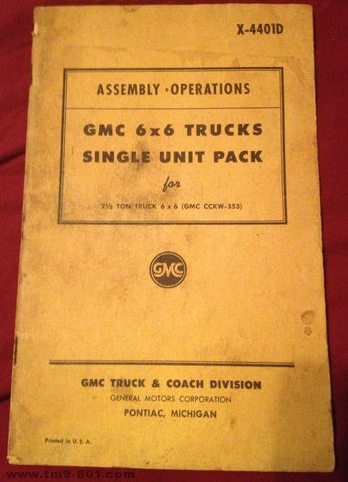 X-4401D
ASSEMBLY • OPERATIONS
GMC 6x6 TRUCKS
SINGLE UNIT PACK
for
2½ TON TRUCK 6 x 6 (GMC CCKW-353)
GMC
GMC TRUCK & COACH DIVISION
GENERAL MOTORS CORPORATION
PONTIAC, MICHIGAN
Printed in U. S. A.
www.tm9-801.com